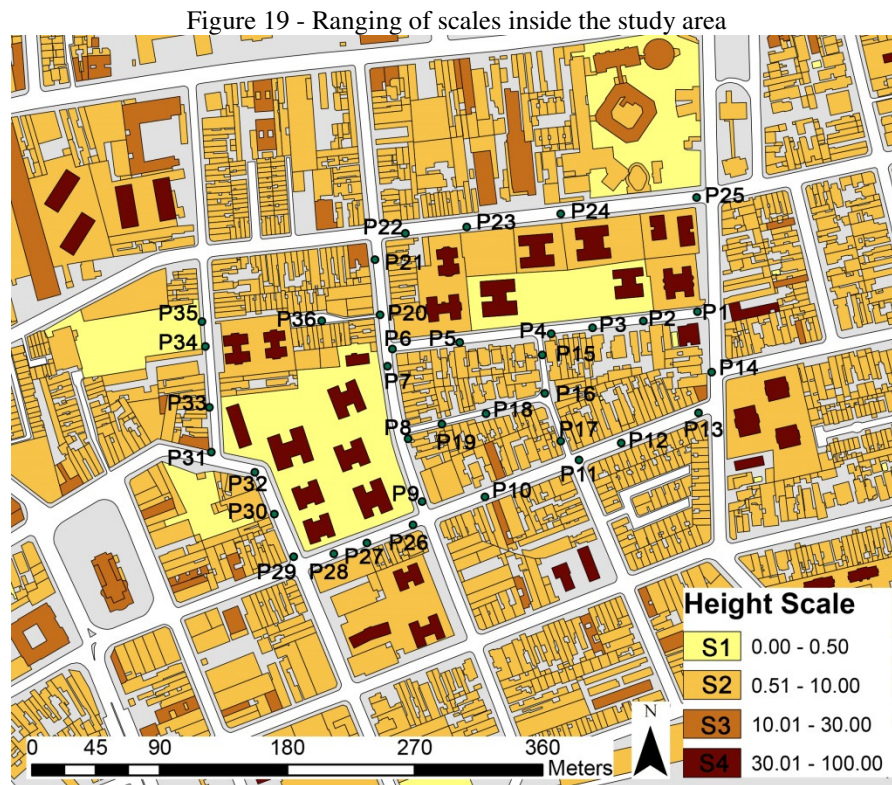 Figure 19 - Ranging of scales inside the study area
P25
P24
P23
P22
P21
P35
P36
P20
P1
P2
P3
P4
P5
P6
P34
P15
P7
P14
P33
P16
P18
P13
P8
P19
P17
P12
P31
P11
P32
P9
P10
P30
P26
P27
P29
P28
Height Scale
S1 0.00 - 0.50
S2 0.51 - 10.00
S3 10.01 - 30.00
S4 30.01 - 100.00
N
0 45 90 180 270 360
Meters